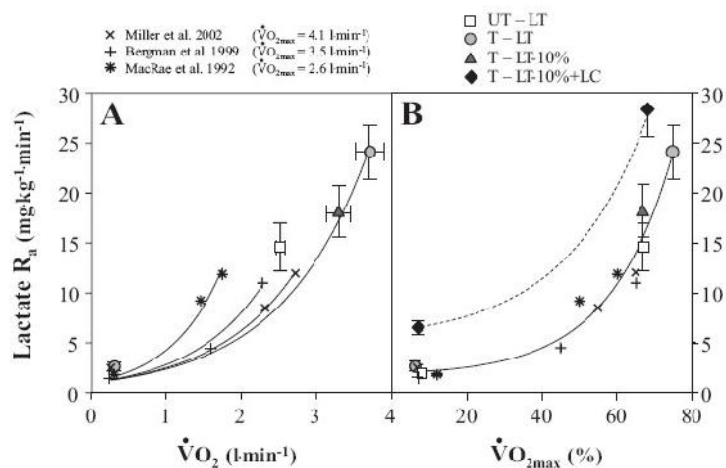 × Miller et al. 2002 (V̇O2max = 4.1 l·min-1)
+ Bergman et al. 1999 (V̇O2max = 3.5 l·min-1)
✱ MacRae et al. 1992 (V̇O2max = 2.6 l·min-1)
UT – LT
T – LT
T – LT-10%
T – LT-10%+LC
A
B
Lactate Ra (mg·kg-1·min-1)
30
25
20
15
10
5
0
30
25
20
15
10
5
0
0 1 2 3 4
20 40 60 80
V̇O2
(l·min-1)
V̇O2max (%)